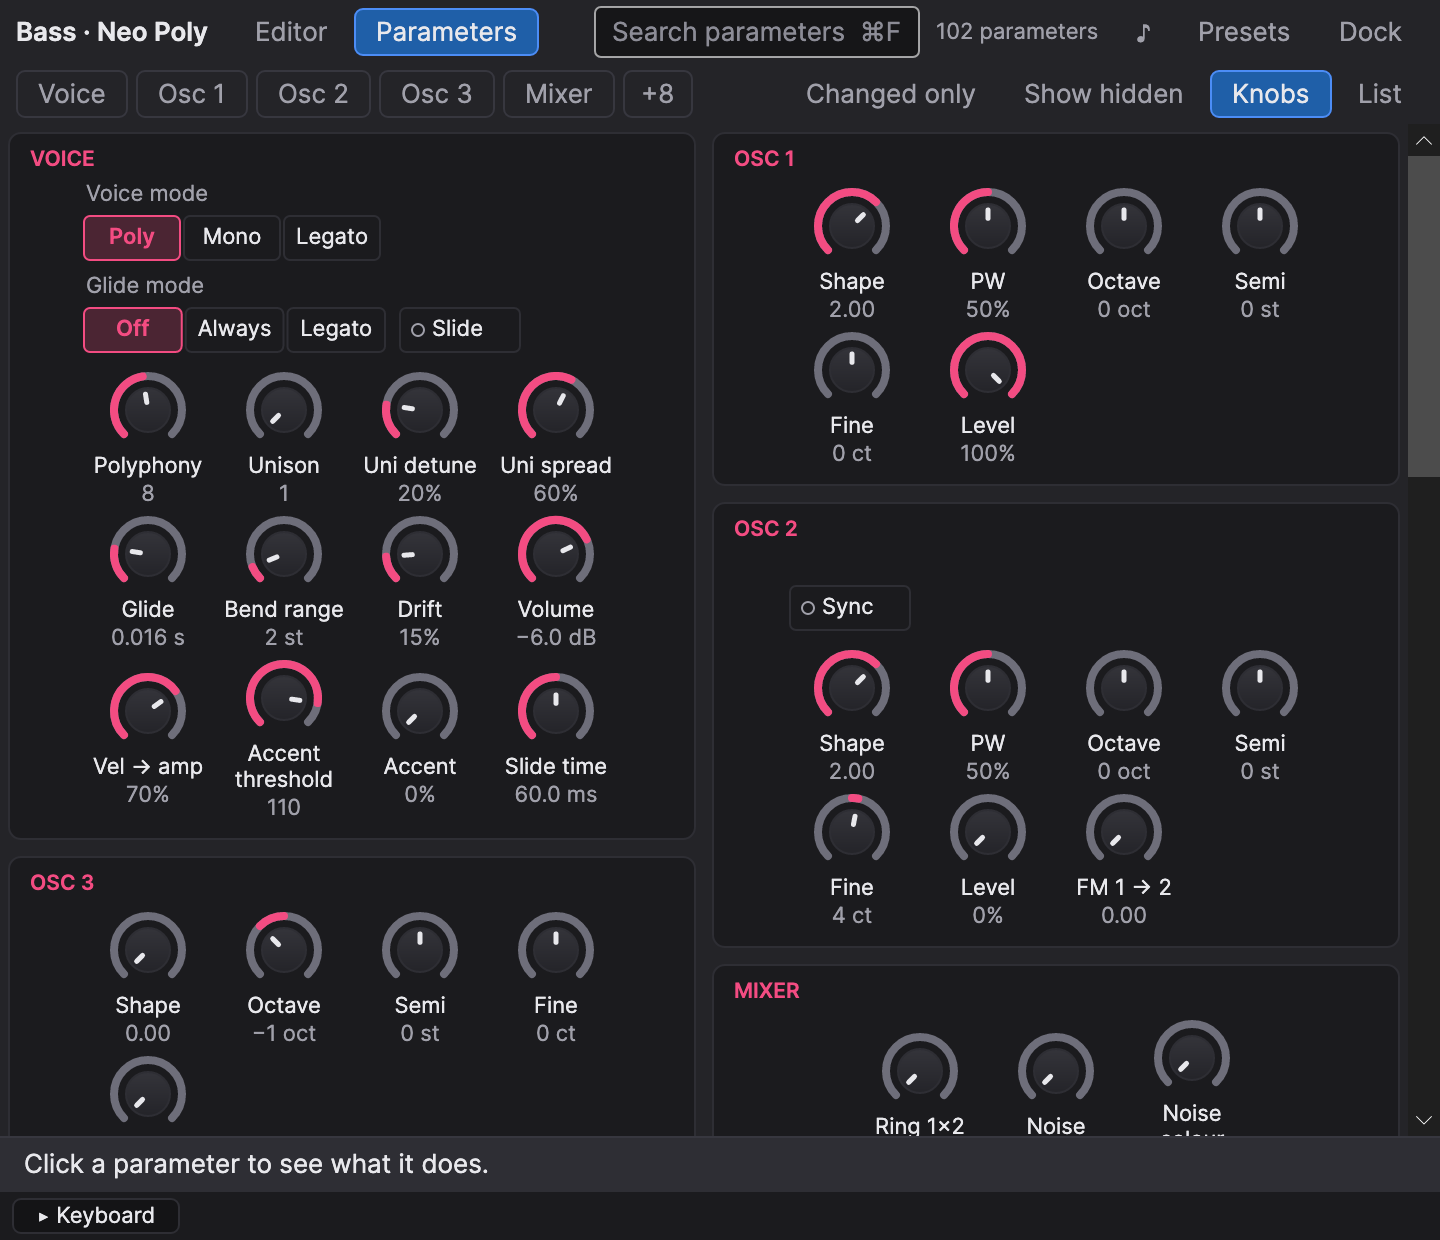 Bass · Neo Poly Editor Parameters Search parameters ⌘F 102 parameters ♪ Presets Dock
Voice Osc 1 Osc 2 Osc 3 Mixer +8 Changed only Show hidden Knobs List
VOICE
Voice mode
Poly Mono Legato
Glide mode
Off Always Legato Slide
Polyphony Unison Uni detune Uni spread
8 1 20% 60%
Glide Bend range Drift Volume
0.016 s 2 st 15% −6.0 dB
Vel → amp Accent threshold Accent Slide time
70% 110 0% 60.0 ms
OSC 1
Shape PW Octave Semi
2.00 50% 0 oct 0 st
Fine Level
0 ct 100%
OSC 2
Sync
Shape PW Octave Semi
2.00 50% 0 oct 0 st
Fine Level FM 1 → 2
4 ct 0% 0.00
OSC 3
Shape Octave Semi Fine
0.00 −1 oct 0 st 0 ct
MIXER
Ring 1×2 Noise Noise
Click a parameter to see what it does.
▸ Keyboard